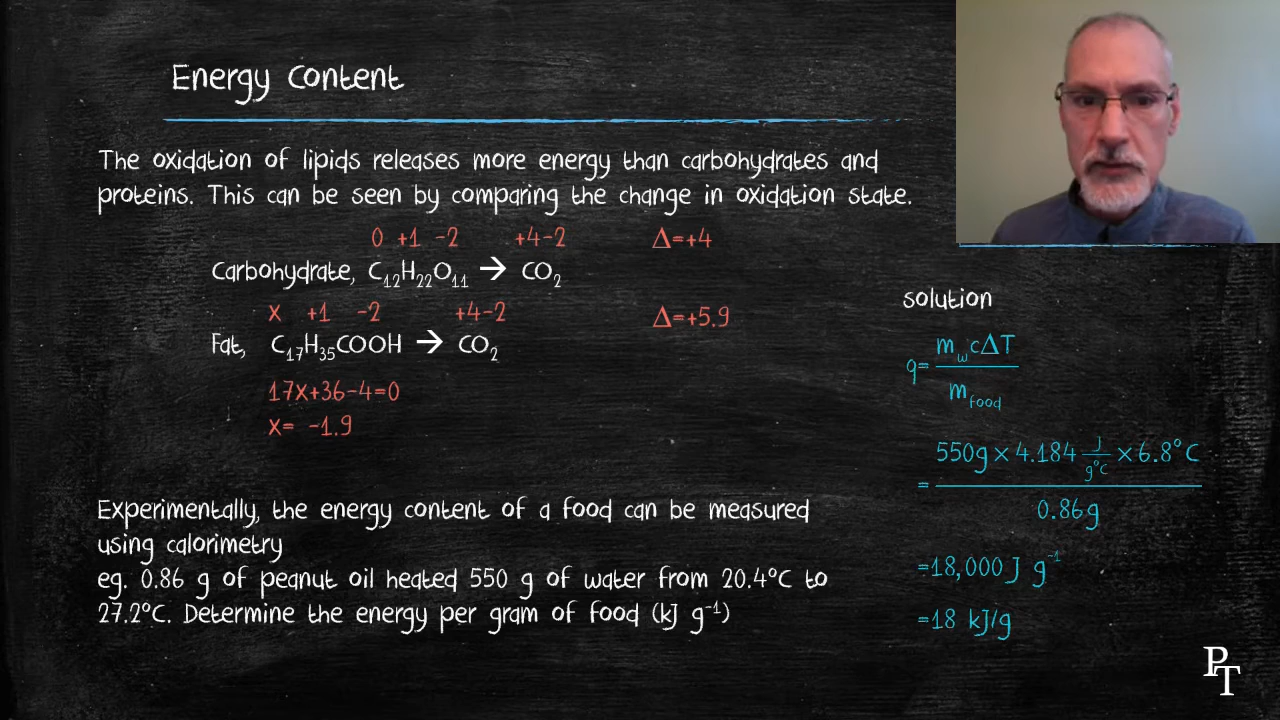 Energy Content
The oxidation of lipids releases more energy than carbohydrates and
proteins. This can be seen by comparing the change in oxidation state.
0 +1 -2 +4-2 Δ=+4
Carbohydrate, C₁₂H₂₂O₁₁ → CO₂
x +1 -2 +4-2 Δ=+5.9
Fat, C₁₇H₃₅COOH → CO₂
17x+36-4=0
x= -1.9
Experimentally, the energy content of a food can be measured
using calorimetry
eg. 0.86 g of peanut oil heated 550 g of water from 20.4°C to
27.2°C. Determine the energy per gram of food (kJ g⁻¹)
solution
q= m_w cΔT / m_food
= 550g × 4.184 J/g°C × 6.8°C / 0.86g
=18,000 J g⁻¹
=18 kJ/g
PT